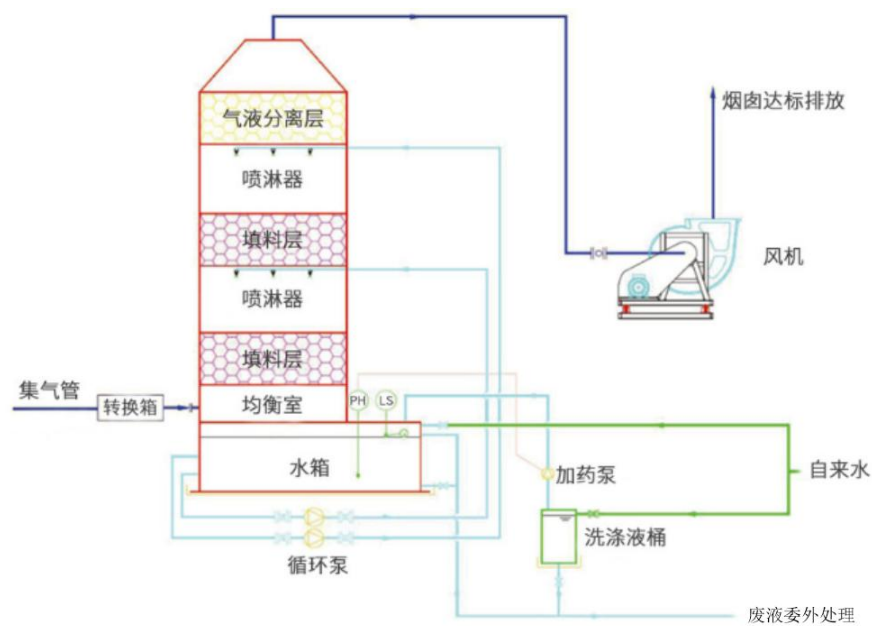 气液分离层
烟囱达标排放
喷淋器
填料层
风机
喷淋器
填料层
集气管
转换箱
均衡室
PH
LS
水箱
加药泵
自来水
洗涤液桶
循环泵
废液委外处理